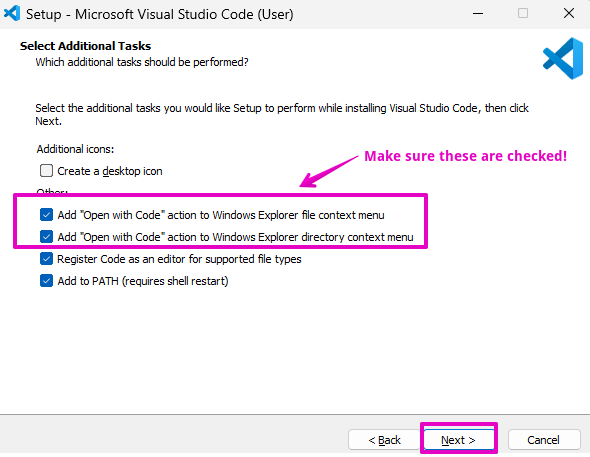 Setup - Microsoft Visual Studio Code (User)
Select Additional Tasks
Which additional tasks should be performed?
Select the additional tasks you would like Setup to perform while installing Visual Studio Code, then click
Next.
Additional icons:
Make sure these are checked!
Create a desktop icon
Other:
Add "Open with Code" action to Windows Explorer file context menu
Add "Open with Code" action to Windows Explorer directory context menu
Register Code as an editor for supported file types
Add to PATH (requires shell restart)
< Back
Next >
Cancel